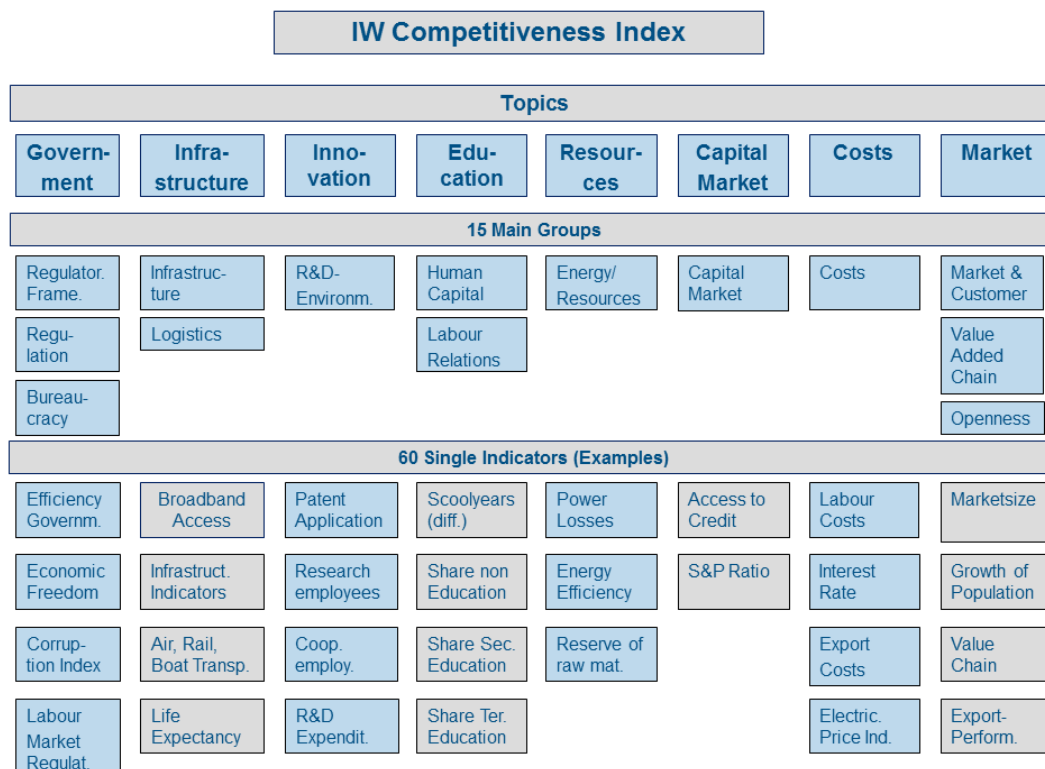 IW Competitiveness Index
Topics
Govern-
ment
Infra-
structure
Inno-
vation
Edu-
cation
Resour-
ces
Capital
Market
Costs
Market
15 Main Groups
Regulator.
Frame.
Infrastruc-
ture
R&D-
Environm.
Human
Capital
Energy/
Resources
Capital
Market
Costs
Market &
Customer
Regu-
lation
Logistics
Labour
Relations
Value
Added
Chain
Bureau-
cracy
Openness
60 Single Indicators (Examples)
Efficiency
Governm.
Broadband
Access
Patent
Application
Scoolyears
(diff.)
Power
Losses
Access to
Credit
Labour
Costs
Marketsize
Economic
Freedom
Infrastruct.
Indicators
Research
employees
Share non
Education
Energy
Efficiency
S&P Ratio
Interest
Rate
Growth of
Population
Corrup-
tion Index
Air, Rail,
Boat Transp.
Coop.
employ.
Share Sec.
Education
Reserve of
raw mat.
Export
Costs
Value
Chain
Labour
Market
Regulat.
Life
Expectancy
R&D
Expendit.
Share Ter.
Education
Electric.
Price Ind.
Export-
Perform.